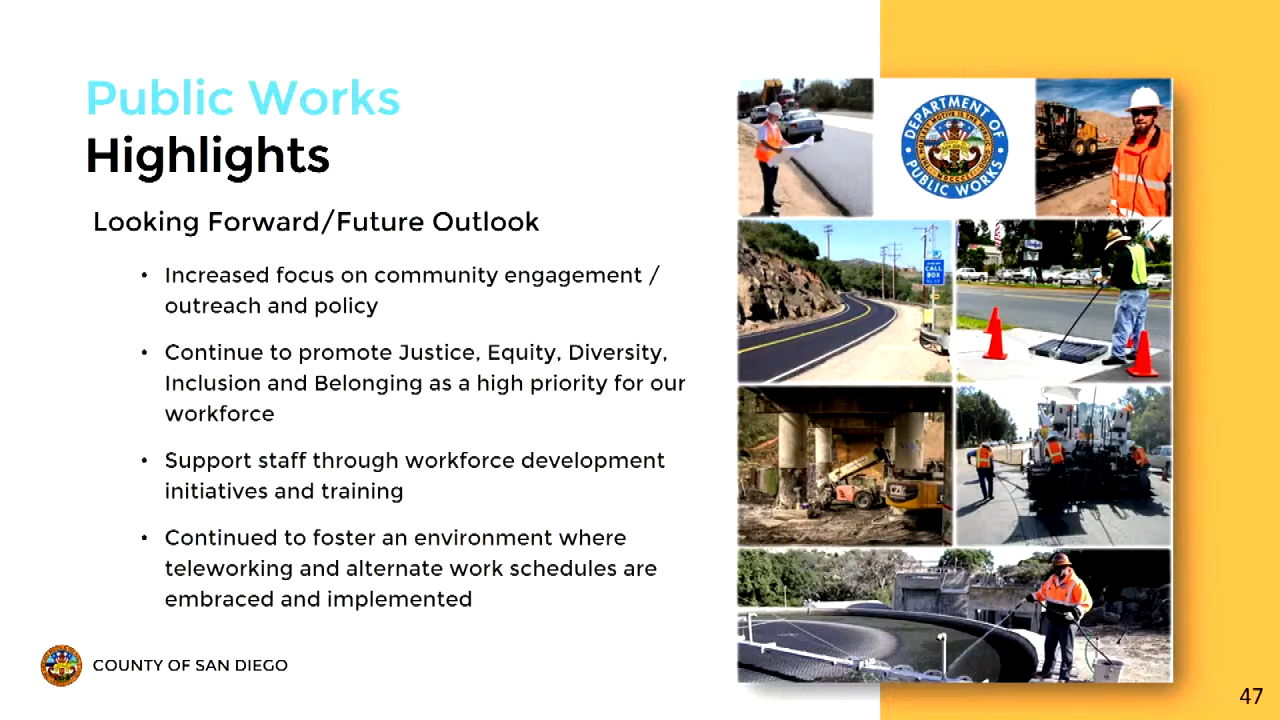 Public Works
Highlights
Looking Forward/Future Outlook
• Increased focus on community engagement /
outreach and policy
• Continue to promote Justice, Equity, Diversity,
Inclusion and Belonging as a high priority for our
workforce
• Support staff through workforce development
initiatives and training
• Continued to foster an environment where
teleworking and alternate work schedules are
embraced and implemented
COUNTY OF SAN DIEGO
DEPARTMENT OF
PUBLIC WORKS
CALL
BOX
47